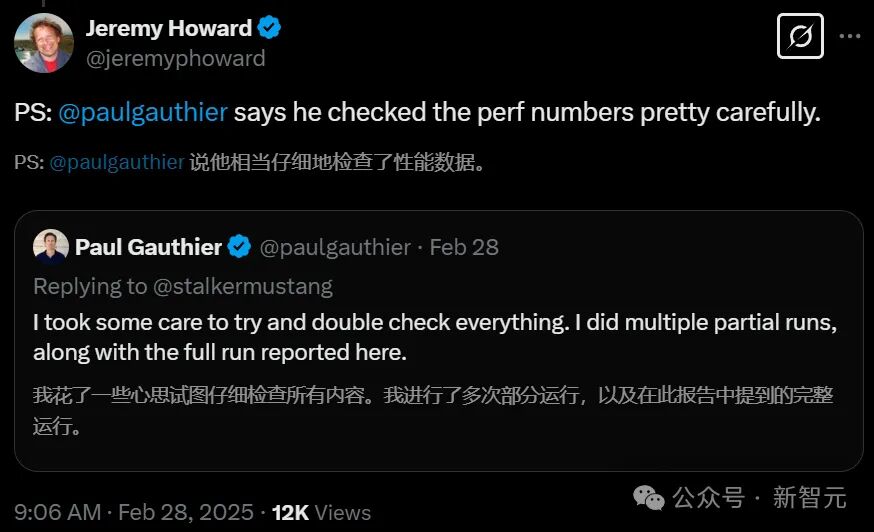 Jeremy Howard
@jeremyphoward
PS: @paulgauthier says he checked the perf numbers pretty carefully.
PS: @paulgauthier 说他相当仔细地检查了性能数据。
Paul Gauthier @paulgauthier · Feb 28
Replying to @stalkermustang
I took some care to try and double check everything. I did multiple partial runs,
along with the full run reported here.
我花了一些心思试图仔细检查所有内容。我进行了多次部分运行，以及在此报告中提到的完整
运行。
公众号 · 新智元
9:06 AM · Feb 28, 2025 · 12K Views